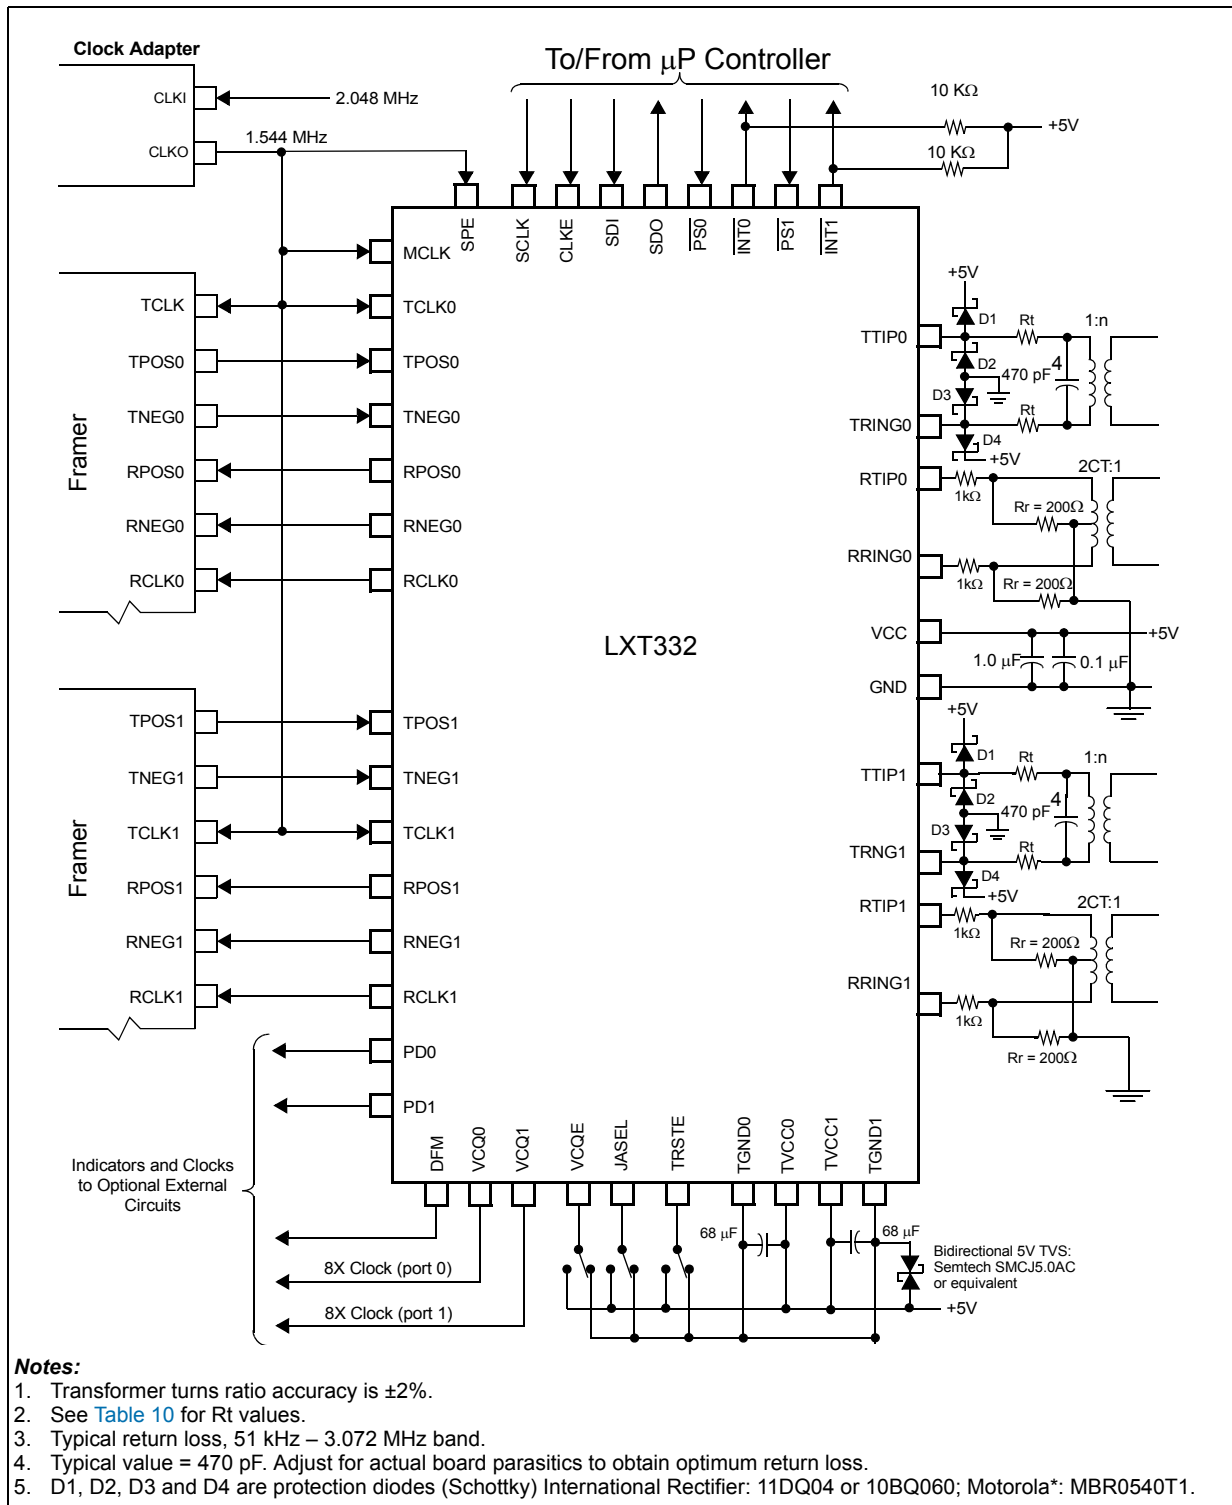 Clock Adapter
CLKI
2.048 MHz
CLKO
1.544 MHz
To/From μP Controller
10 KΩ
+5V
10 KΩ
SPE
SCLK
CLKE
SDI
SDO
PS0
INT0
PS1
INT1
MCLK
TCLK
TCLK0
TPOS0
TPOS0
TNEG0
TNEG0
RPOS0
RPOS0
RNEG0
RNEG0
RCLK0
RCLK0
Framer
LXT332
+5V
D1
Rt
1:n
TTIP0
D2
470 pF
4
D3
Rt
TRING0
D4
+5V
RTIP0
1kΩ
2CT:1
Rr = 200Ω
RRING0
1kΩ
Rr = 200Ω
VCC
+5V
1.0 μF
0.1 μF
GND
+5V
D1
Rt
1:n
TTIP1
D2
470 pF
4
D3
Rt
TRNG1
D4
+5V
RTIP1
1kΩ
2CT:1
Rr = 200Ω
RRING1
1kΩ
Rr = 200Ω
TPOS1
TPOS1
TNEG1
TNEG1
TCLK1
TCLK1
RPOS1
RPOS1
RNEG1
RNEG1
RCLK1
RCLK1
Framer
PD0
PD1
DFM
VCQ0
VCQ1
VCQE
JASEL
TRSTE
TGND0
TVCC0
TVCC1
TGND1
Indicators and Clocks
to Optional External
Circuits
8X Clock (port 0)
8X Clock (port 1)
68 μF
68 μF
Bidirectional 5V TVS:
Semtech SMCJ5.0AC
or equivalent
+5V
Notes:
1. Transformer turns ratio accuracy is ±2%.
2. See Table 10 for Rt values.
3. Typical return loss, 51 kHz – 3.072 MHz band.
4. Typical value = 470 pF. Adjust for actual board parasitics to obtain optimum return loss.
5. D1, D2, D3 and D4 are protection diodes (Schottky) International Rectifier: 11DQ04 or 10BQ060; Motorola*: MBR0540T1.